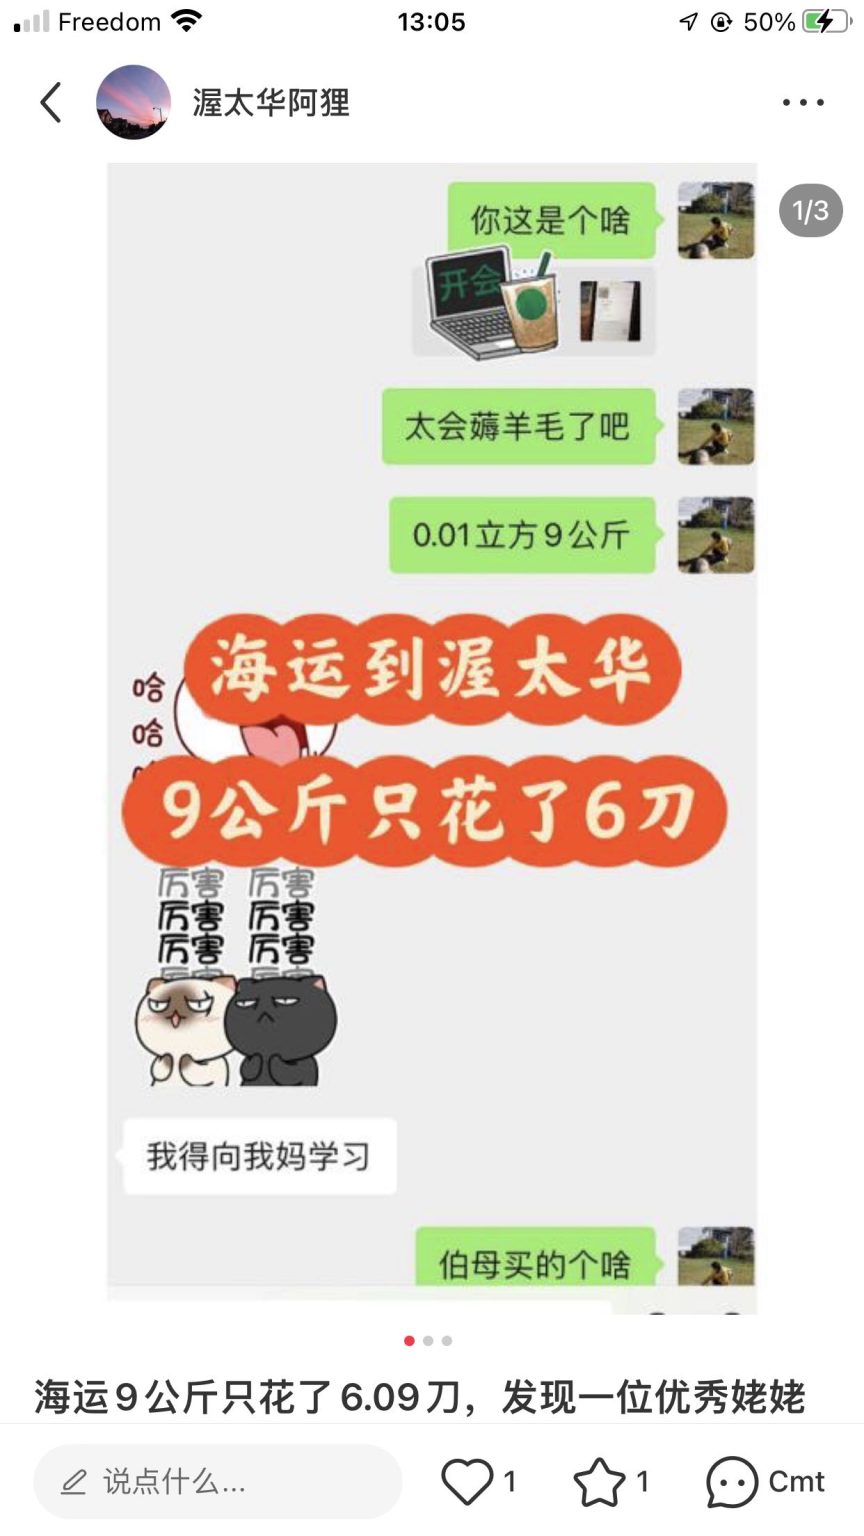 Freedom
13:05
50%
渥太华阿狸
1/3
你这是个啥
开会
太会薅羊毛了吧
0.01立方9公斤
哈
哈
海运到渥太华
9公斤只花了6刀
厉害 厉害
厉害 厉害
厉害 厉害
厉害 厉害
我得向我妈学习
伯母买的个啥
海运9公斤只花了6.09刀，发现一位优秀姥姥
说点什么...
1
1
Cmt